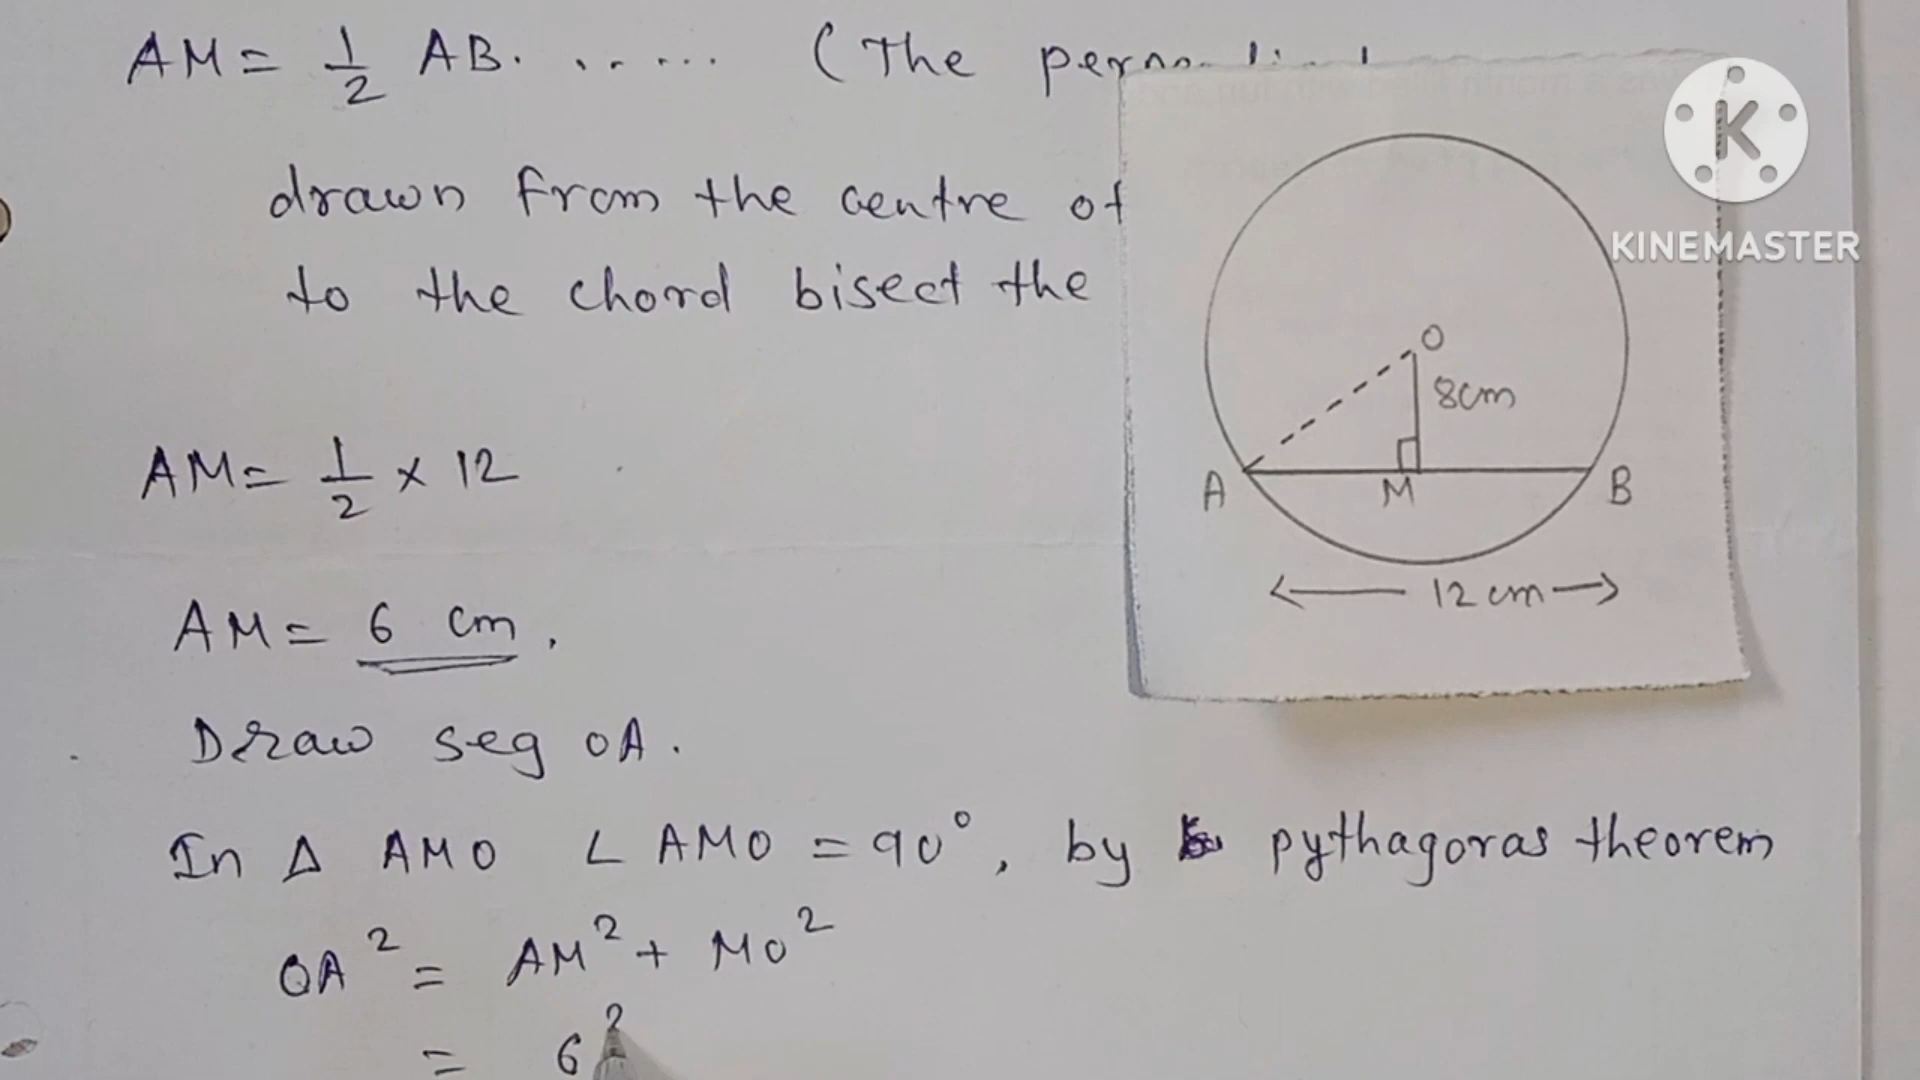 AM = 1/2 AB. ..... (The
drawn from the centre of
to the chord bisect the
AM = 1/2 × 12
AM = 6 cm.
Draw seg OA.
In Δ AMO ∠ AMO = 90°, by pythagoras theorem
OA² = AM² + MO²
= 6²
K
KINEMASTER
O
8cm
A M B
12 cm